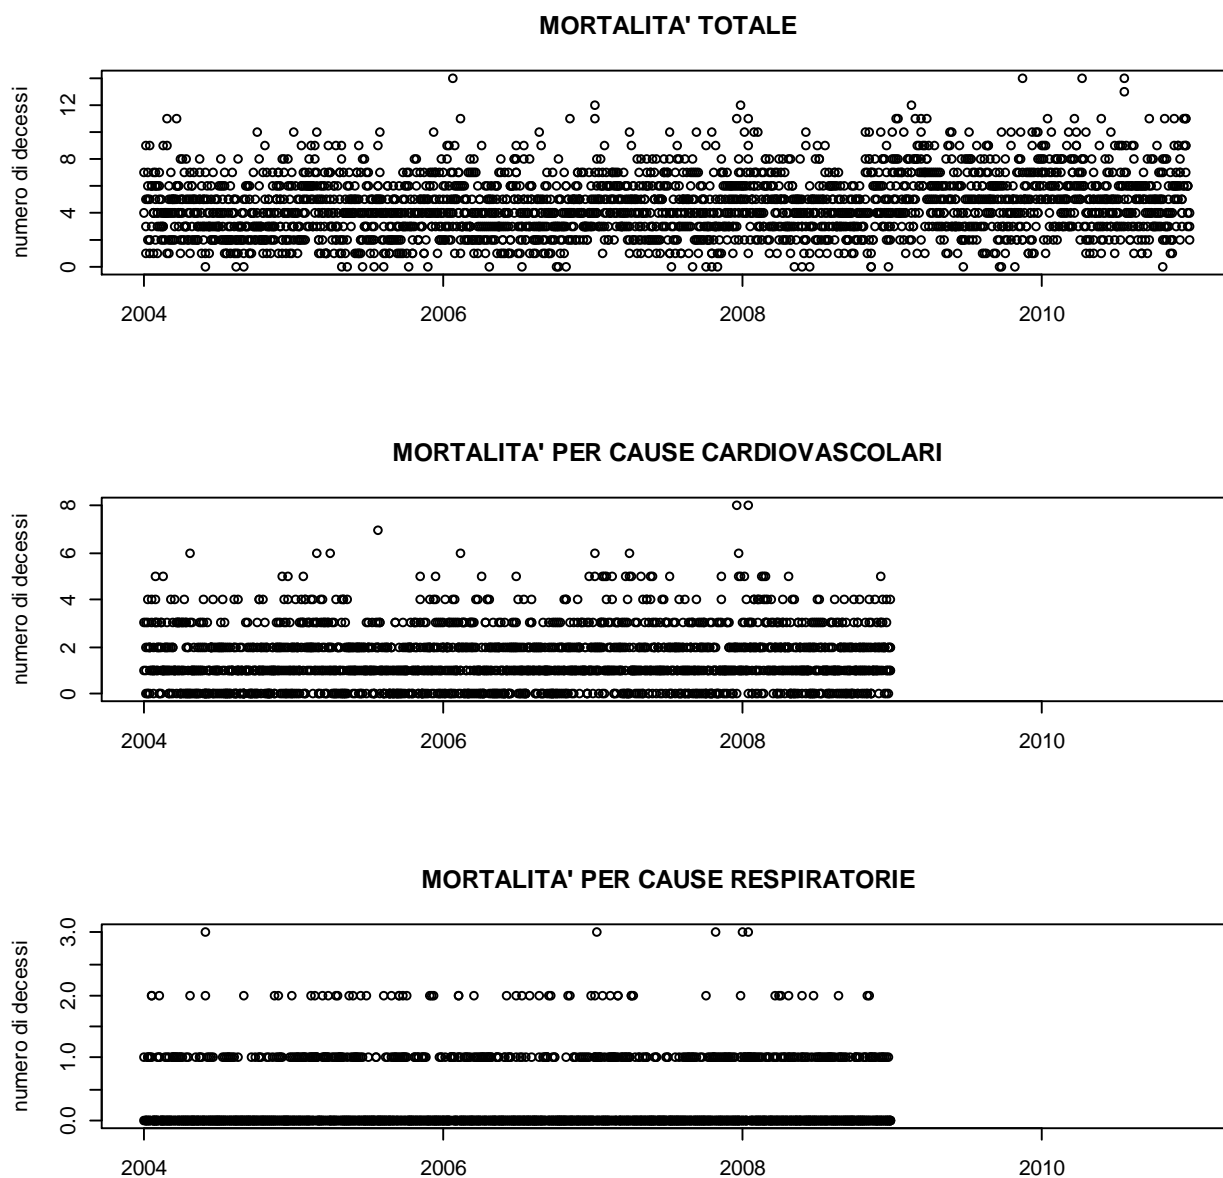 MORTALITA' TOTALE
numero di decessi
12
8
4
0
2004 2006 2008 2010
MORTALITA' PER CAUSE CARDIOVASCOLARI
numero di decessi
8
6
4
2
0
2004 2006 2008 2010
MORTALITA' PER CAUSE RESPIRATORIE
numero di decessi
3.0
2.0
1.0
0.0
2004 2006 2008 2010